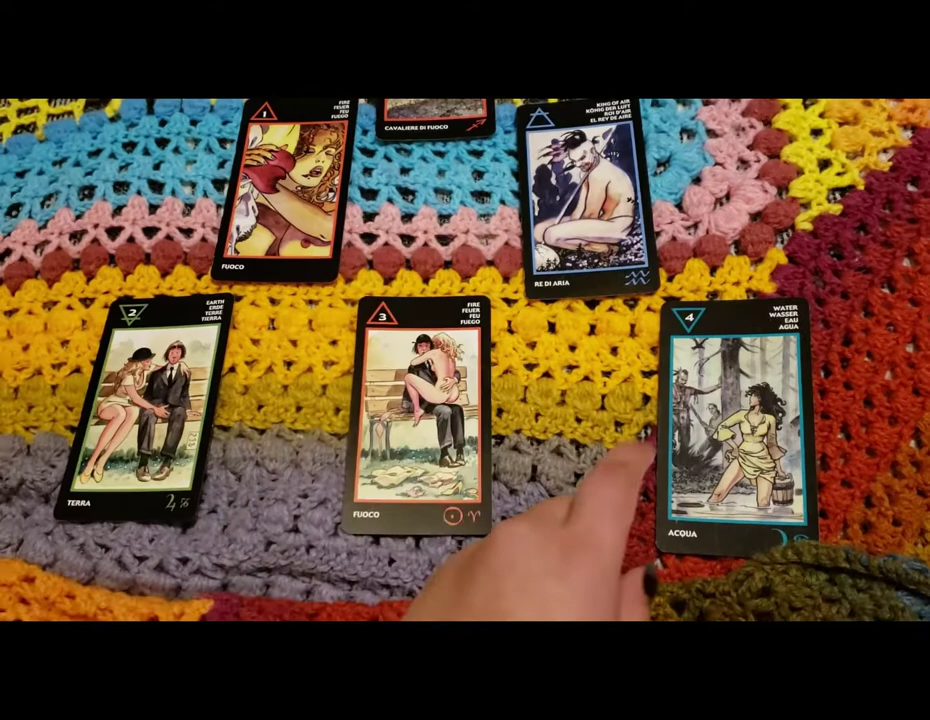 1
FIRE
FEUER
FEU
FUEGO
FUOCO
CAVALIERE DI FUOCO
KING OF AIR
KÖNIG DER LUFT
ROI D'AIR
EL REY DE AIRE
RE DI ARIA
2
EARTH
ERDE
TERRE
TIERRA
TERRA
3
FIRE
FEUER
FEU
FUEGO
FUOCO
4
WATER
WASSER
EAU
AGUA
ACQUA